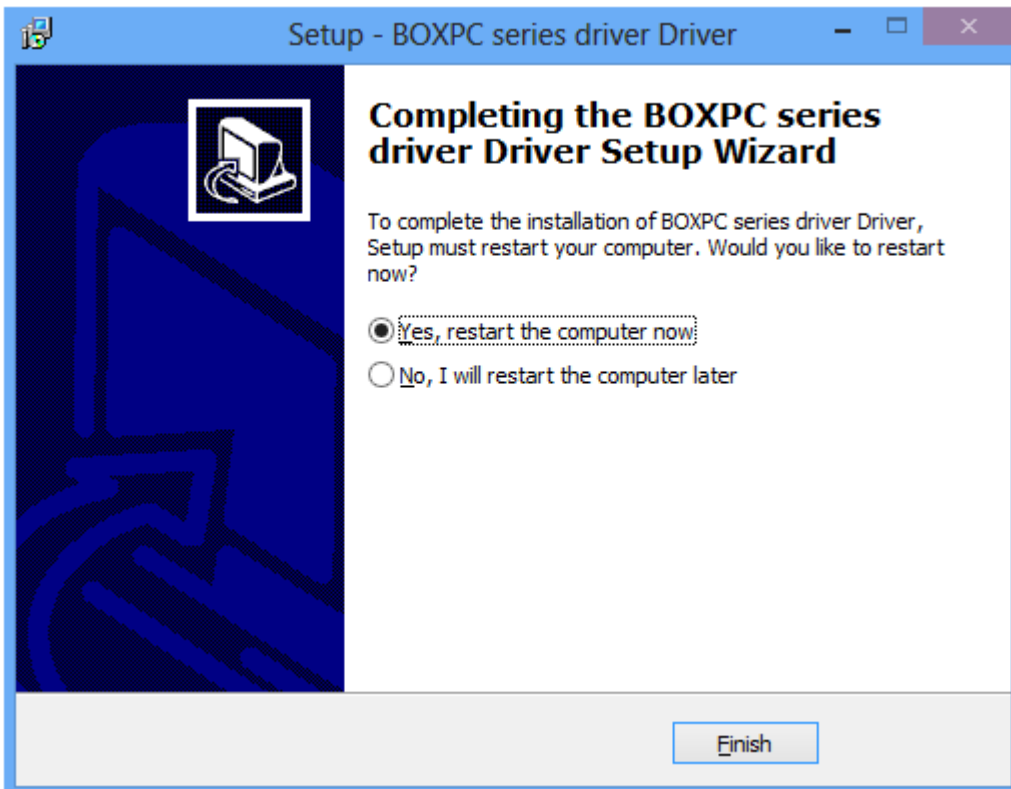 Setup - BOXPC series driver Driver
Completing the BOXPC series
driver Driver Setup Wizard
To complete the installation of BOXPC series driver Driver,
Setup must restart your computer. Would you like to restart
now?
Yes, restart the computer now
No, I will restart the computer later
Finish